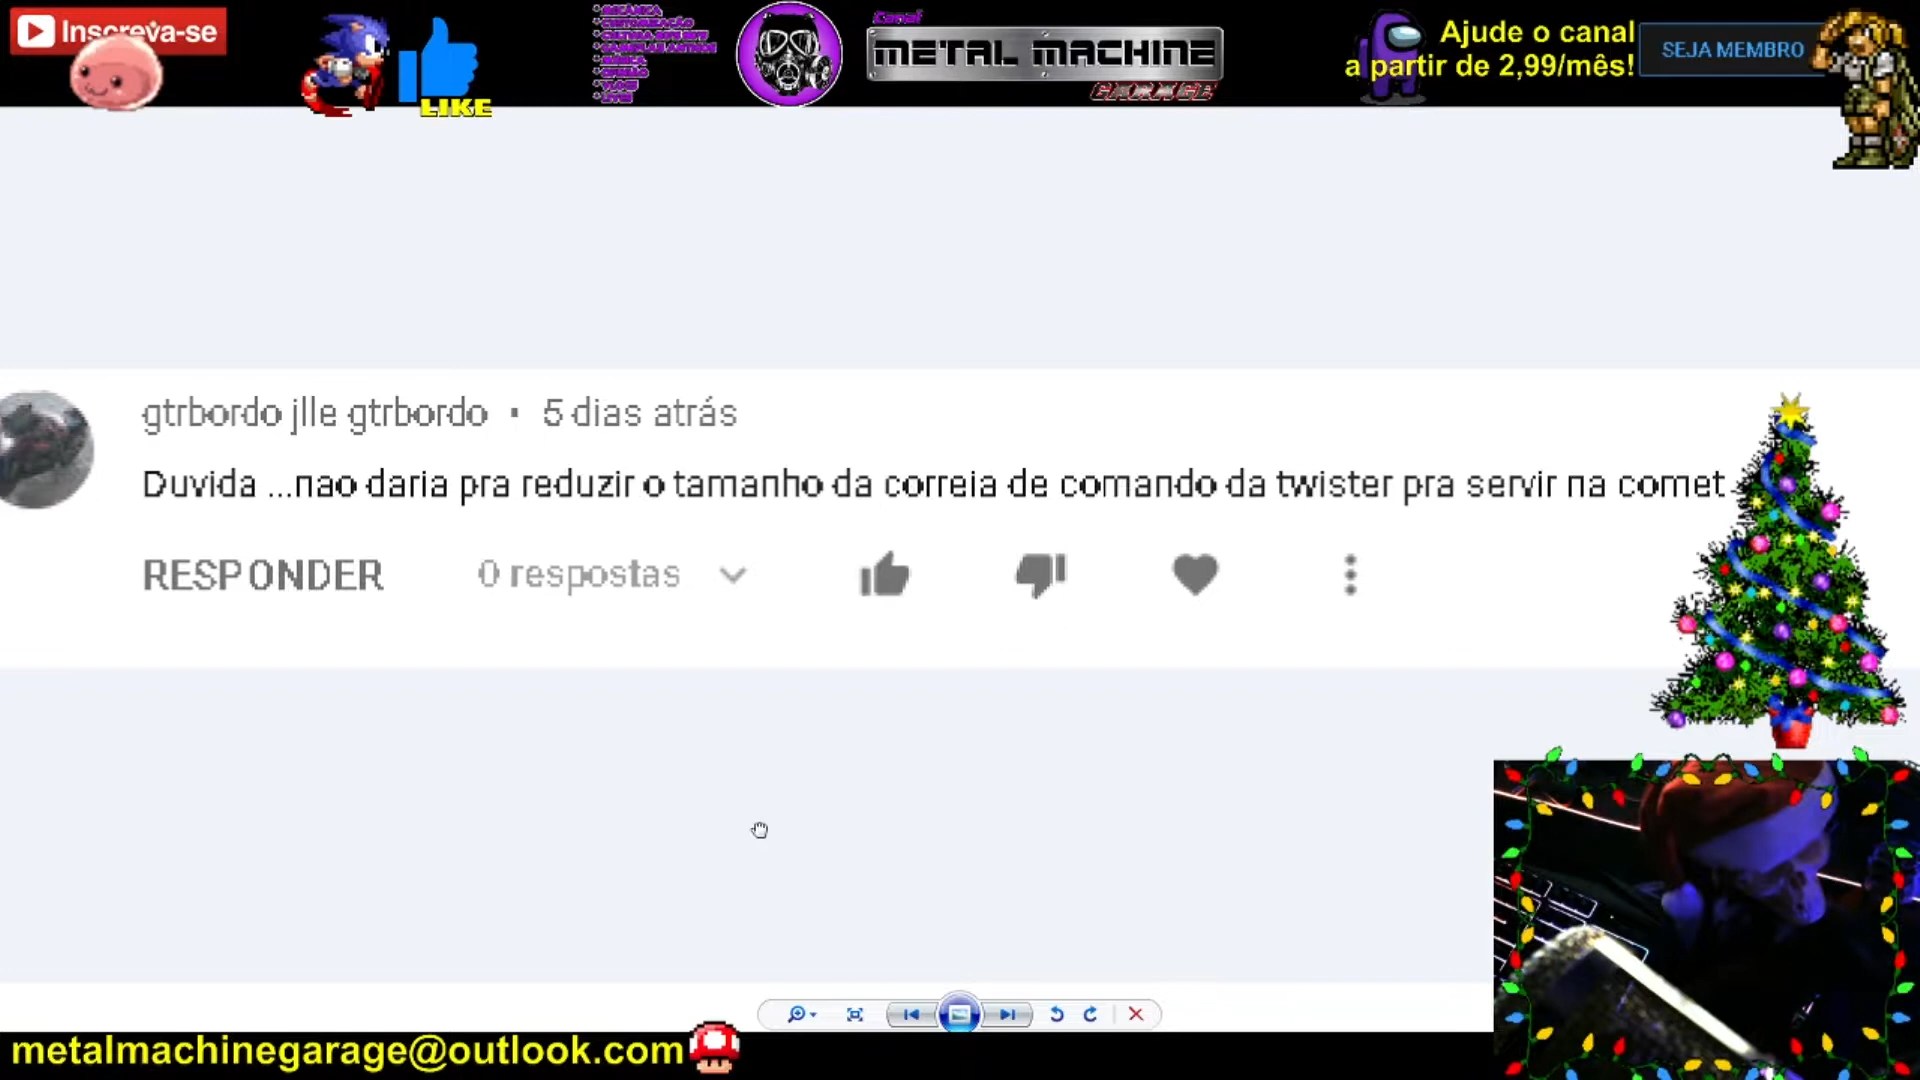 Inscreva-se
LIKE
Canal
METAL MACHINE
GARAGE
Ajude o canal
a partir de 2,99/mês!
SEJA MEMBRO
gtrbordo jlle gtrbordo • 5 dias atrás
Duvida ...nao daria pra reduzir o tamanho da correia de comando da twister pra servir na comet
RESPONDER 0 respostas
metalmachinegarage@outlook.com